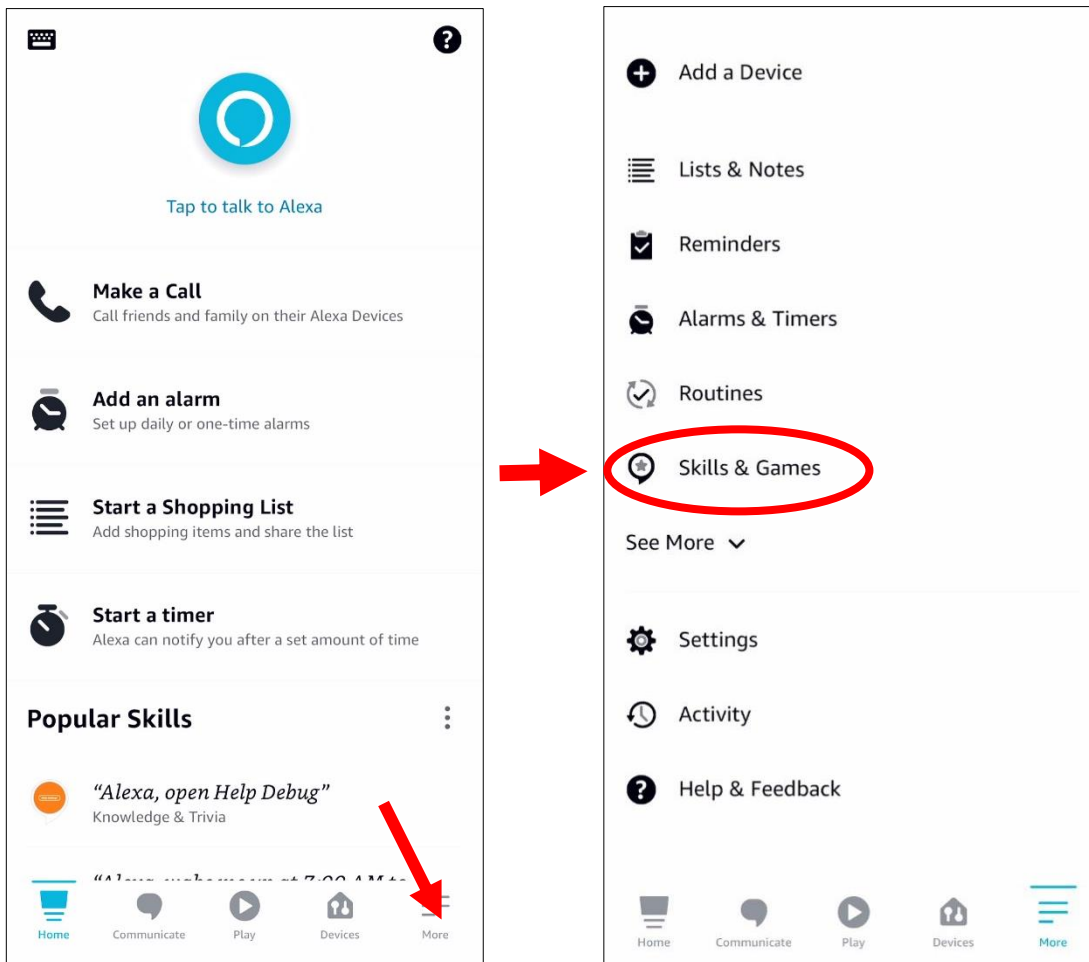 Tap to talk to Alexa
Make a Call
Call friends and family on their Alexa Devices
Add an alarm
Set up daily or one-time alarms
Start a Shopping List
Add shopping items and share the list
Start a timer
Alexa can notify you after a set amount of time
Popular Skills
“Alexa, open Help Debug”
Knowledge & Trivia
Home Communicate Play Devices More
Add a Device
Lists & Notes
Reminders
Alarms & Timers
Routines
Skills & Games
See More
Settings
Activity
Help & Feedback
Home Communicate Play Devices More